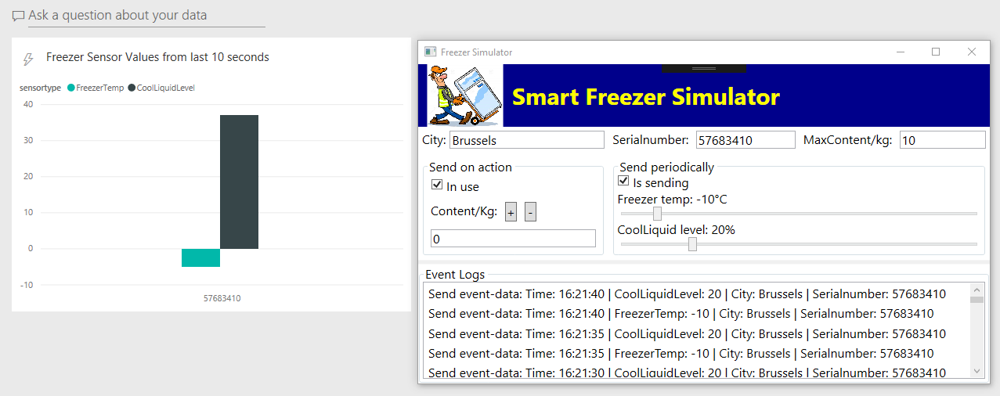 Ask a question about your data
Freezer Sensor Values from last 10 seconds
sensortype FreezerTemp CoolLiquidLevel
40
30
20
10
0
-10
57683410
Freezer Simulator
Smart Freezer Simulator
City: Brussels Serialnumber: 57683410 MaxContent/kg: 10
Send on action
In use
Content/Kg: + -
0
Send periodically
Is sending
Freezer temp: -10°C
CoolLiquid level: 20%
Event Logs
Send event-data: Time: 16:21:40 | CoolLiquidLevel: 20 | City: Brussels | Serialnumber: 57683410
Send event-data: Time: 16:21:40 | FreezerTemp: -10 | City: Brussels | Serialnumber: 57683410
Send event-data: Time: 16:21:35 | CoolLiquidLevel: 20 | City: Brussels | Serialnumber: 57683410
Send event-data: Time: 16:21:35 | FreezerTemp: -10 | City: Brussels | Serialnumber: 57683410
Send event-data: Time: 16:21:30 | CoolLiquidLevel: 20 | City: Brussels | Serialnumber: 57683410